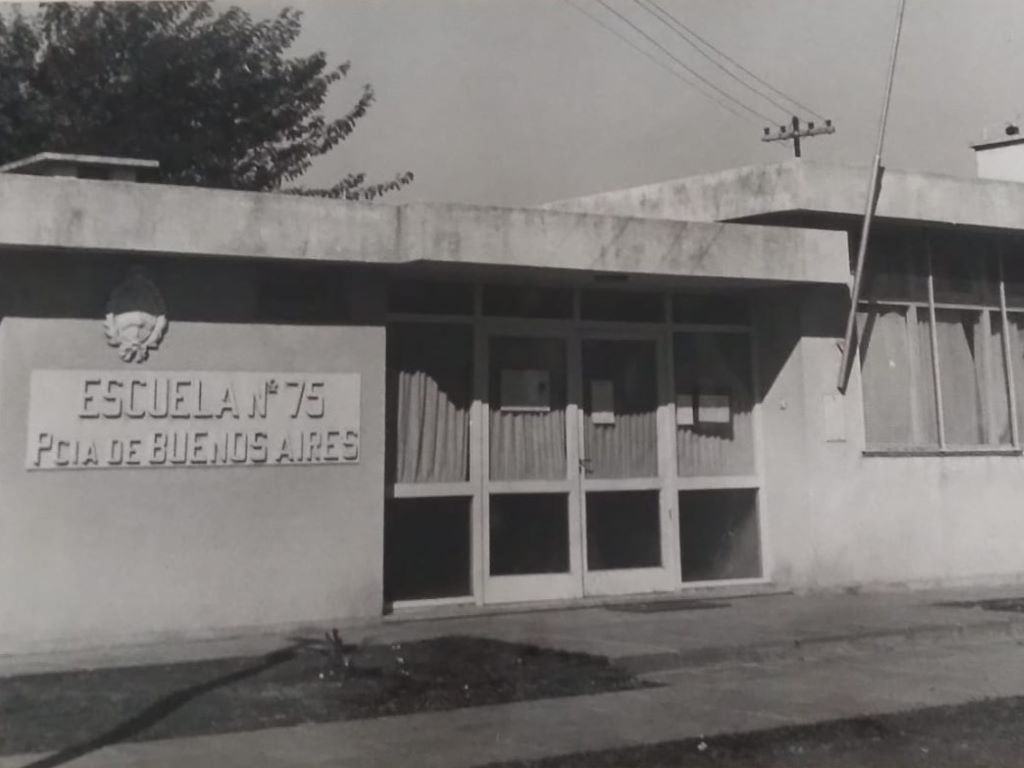 ESCUELA Nº 75
PCIA DE BUENOS AIRES